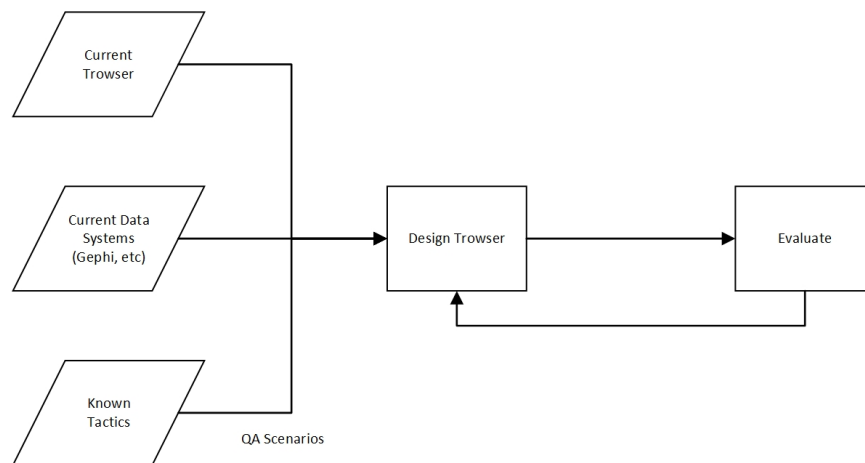 Current
Trowser
Current Data
Systems
(Gephi, etc)
Design Trowser
Evaluate
Known
Tactics
QA Scenarios